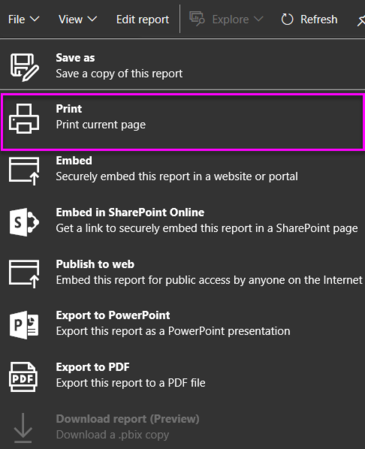 File View Edit report Explore Refresh
Save as
Save a copy of this report
Print
Print current page
Embed
Securely embed this report in a website or portal
S
Embed in SharePoint Online
Get a link to securely embed this report in a SharePoint page
Publish to web
Embed this report for public access by anyone on the Internet
P
Export to PowerPoint
Export this report as a PowerPoint presentation
PDF
Export to PDF
Export this report to a PDF file
Download report (Preview)
Download a .pbix copy